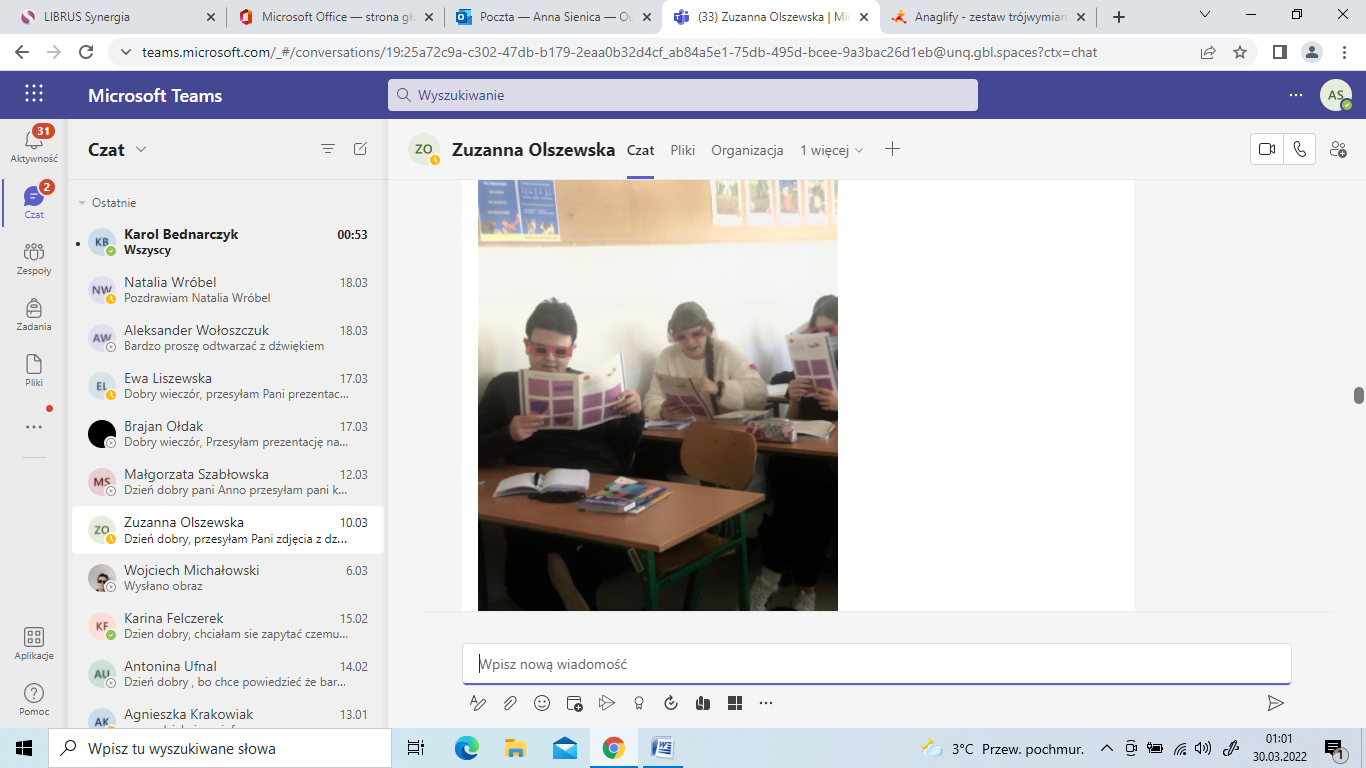 LIBRUS Synergia
Microsoft Office — strona głó
Poczta — Anna Sienica — Ou
(33) Zuzanna Olszewska | Mic
Anaglify - zestaw trójwymiaro
teams.microsoft.com/_#/conversations/19:25a72c9a-c302-47db-b179-2eaa0b32d4cf_ab84a5e1-75db-495d-bcee-9a3bac26d1eb@unq.gbl.spaces?ctx=chat
Microsoft Teams
Wyszukiwanie
AS
31
Aktywność
2
Czat
Zespoły
Zadania
Pliki
Aplikacje
Pomoc
Czat
Ostatnie
KB Karol Bednarczyk 00:53
Wszyscy
NW Natalia Wróbel 18.03
Pozdrawiam Natalia Wróbel
AW Aleksander Wołoszczuk 18.03
Bardzo proszę odtwarzać z dźwiękiem
EL Ewa Liszewska 17.03
Dobry wieczór, przesyłam Pani prezentac...
Brajan Ołdak 17.03
Dobry wieczór, Przesyłam prezentację na...
MS Małgorzata Szabłowska 12.03
Dzień dobry pani Anno przesyłam pani k...
ZO Zuzanna Olszewska 10.03
Dzień dobry, przesyłam Pani zdjęcia z dz...
Wojciech Michałowski 6.03
Wysłano obraz
KF Karina Felczerek 15.02
Dzien dobry, chciałam sie zapytać czemu...
AU Antonina Ufnal 14.02
Dzień dobry , bo chce powiedzieć że bar...
AK Agnieszka Krakowiak 13.01
ZO Zuzanna Olszewska Czat Pliki Organizacja 1 więcej
Wpisz nową wiadomość
Wpisz tu wyszukiwane słowa
3°C Przew. pochmur.
01:01
30.03.2022
1